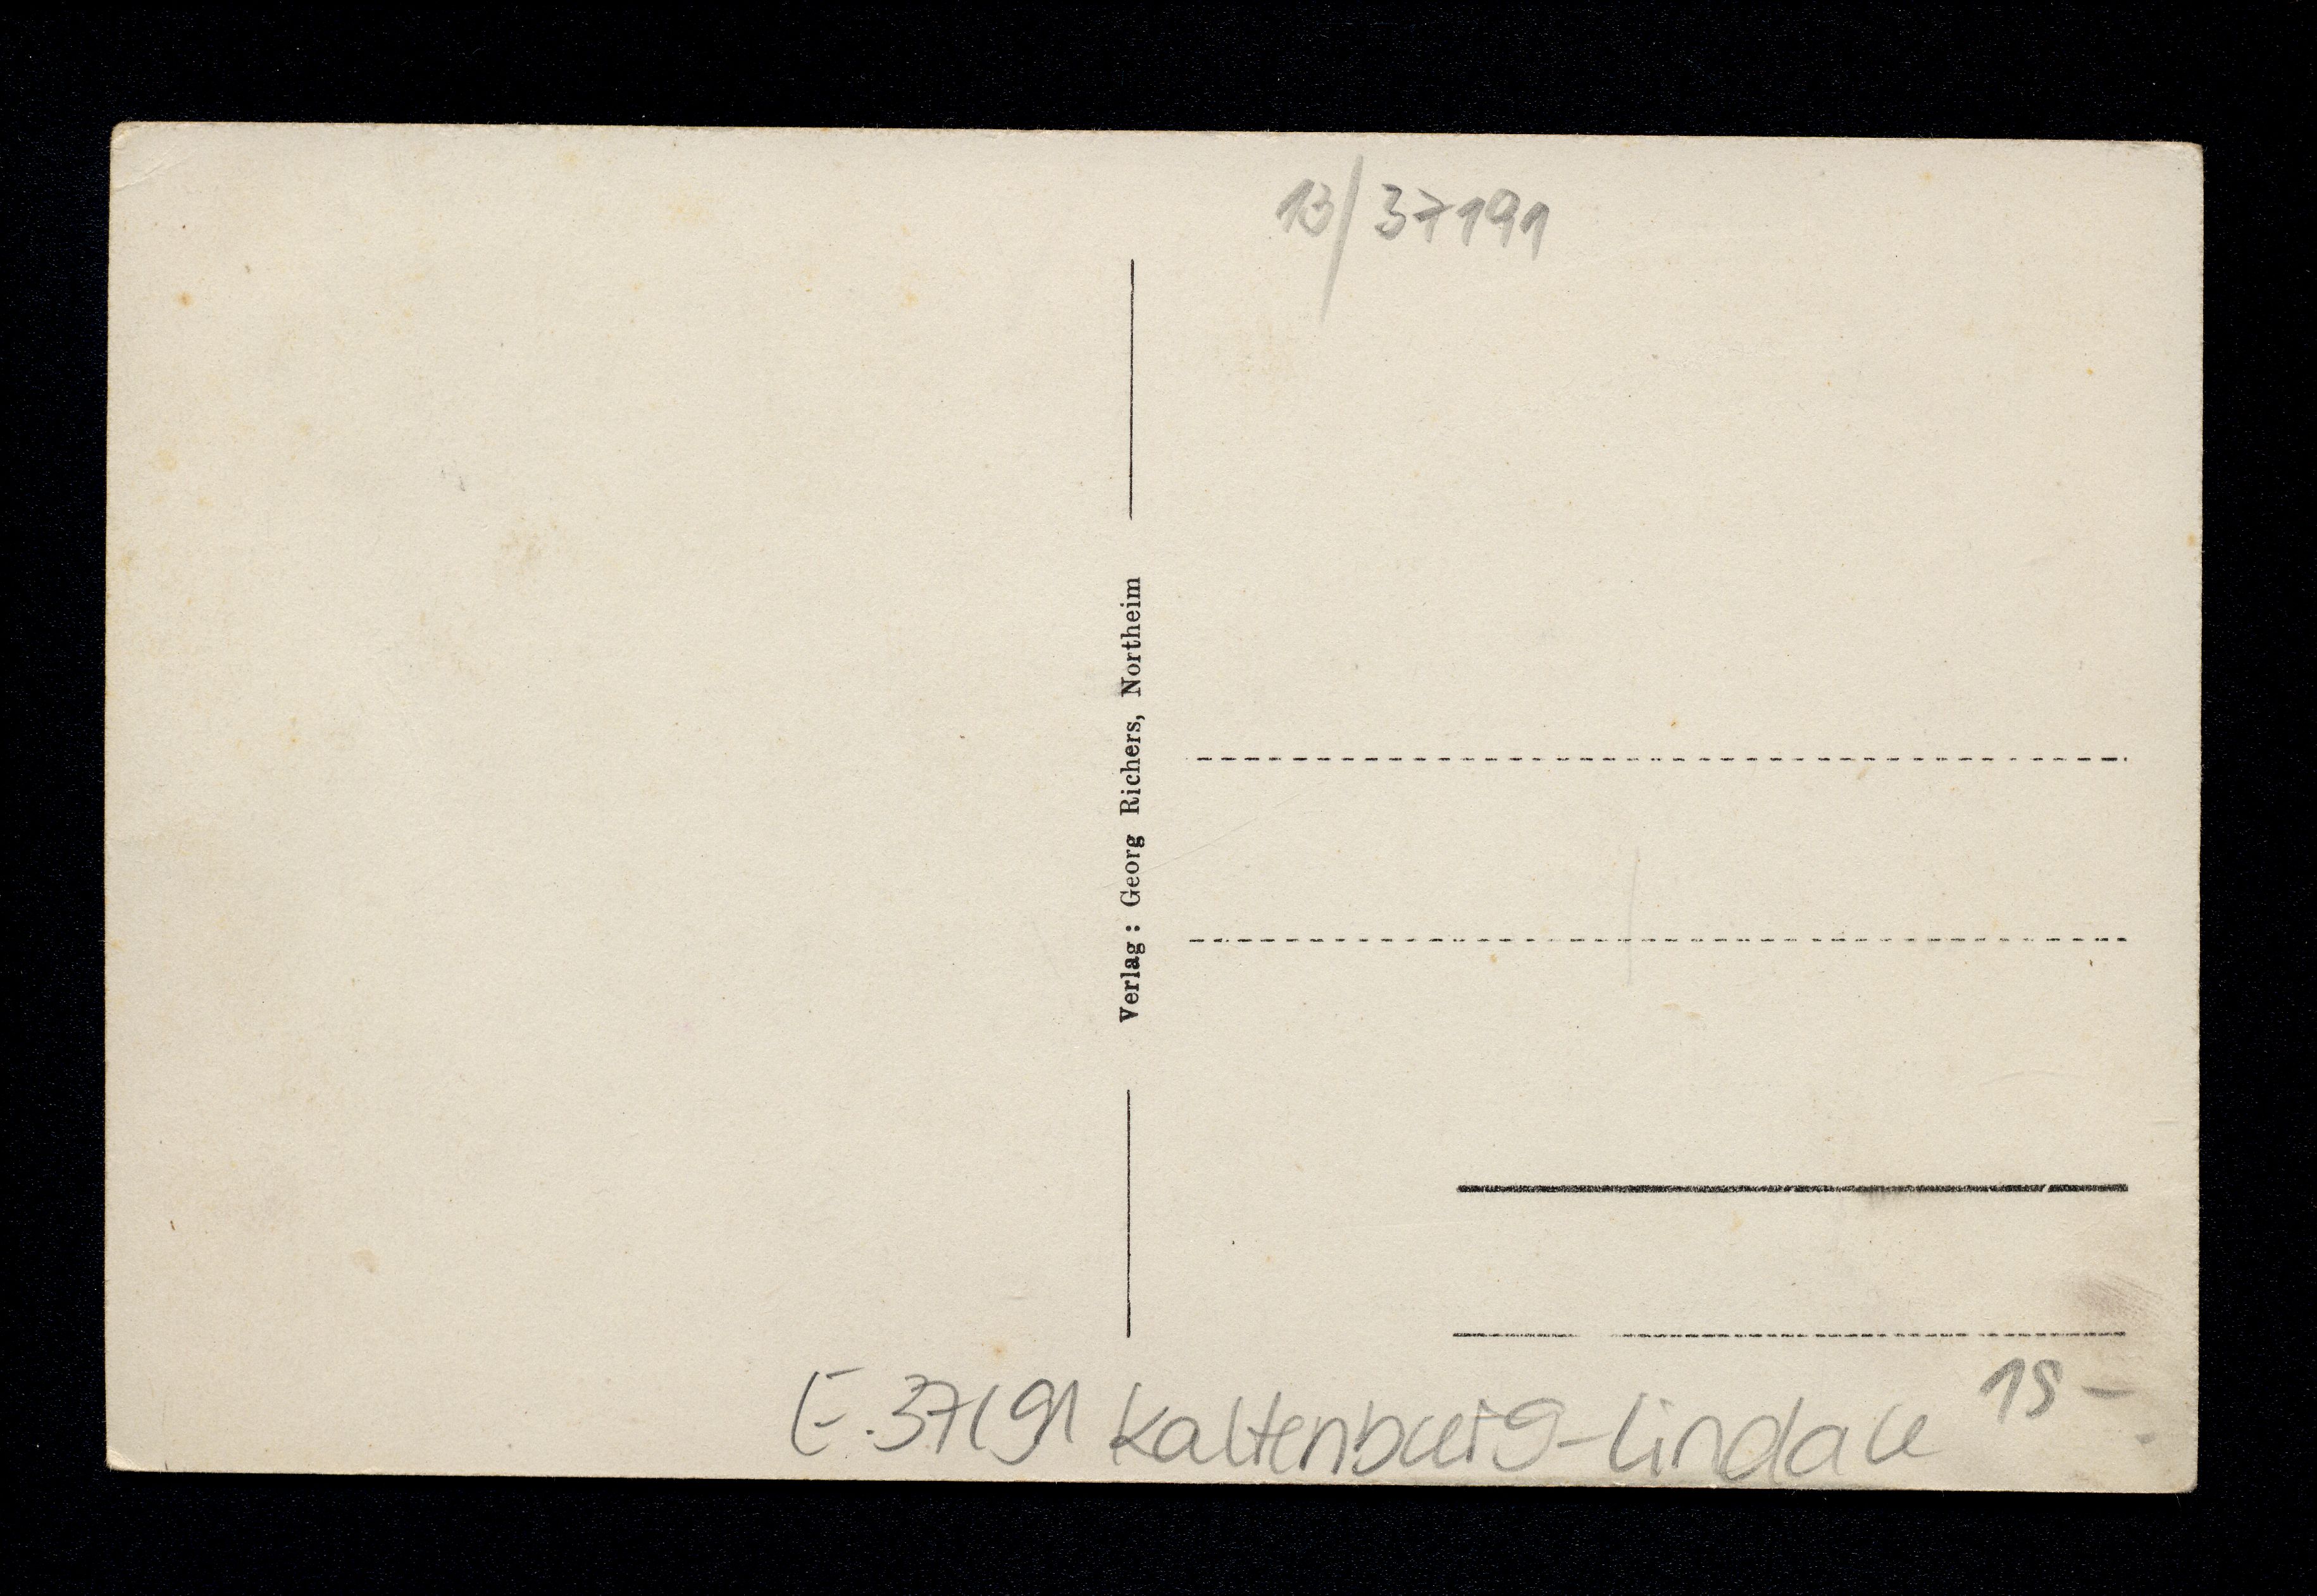 13/37191
Verlag: Georg Richers, Northeim
E. 37191 Kaltenburg-Lindau
15 –